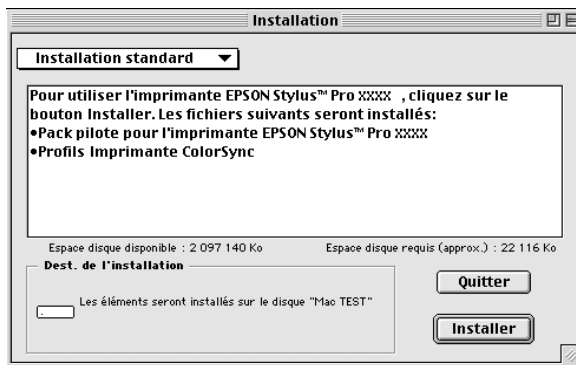 Installation
Installation standard
Pour utiliser l'imprimante EPSON Stylus™ Pro XXXX , cliquez sur le
bouton Installer. Les fichiers suivants seront installés:
•Pack pilote pour l'imprimante EPSON Stylus™ Pro XXXX
•Profils Imprimante ColorSync
Espace disque disponible : 2 097 140 Ko Espace disque requis (approx.) : 22 116 Ko
Dest. de l'installation
Les éléments seront installés sur le disque "Mac TEST"
Quitter
Installer